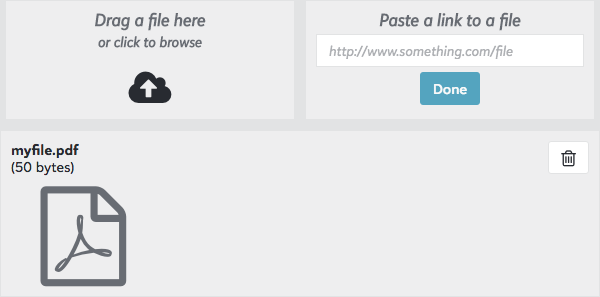 Drag a file here
or click to browse
Paste a link to a file
http://www.something.com/file
Done
myfile.pdf
(50 bytes)